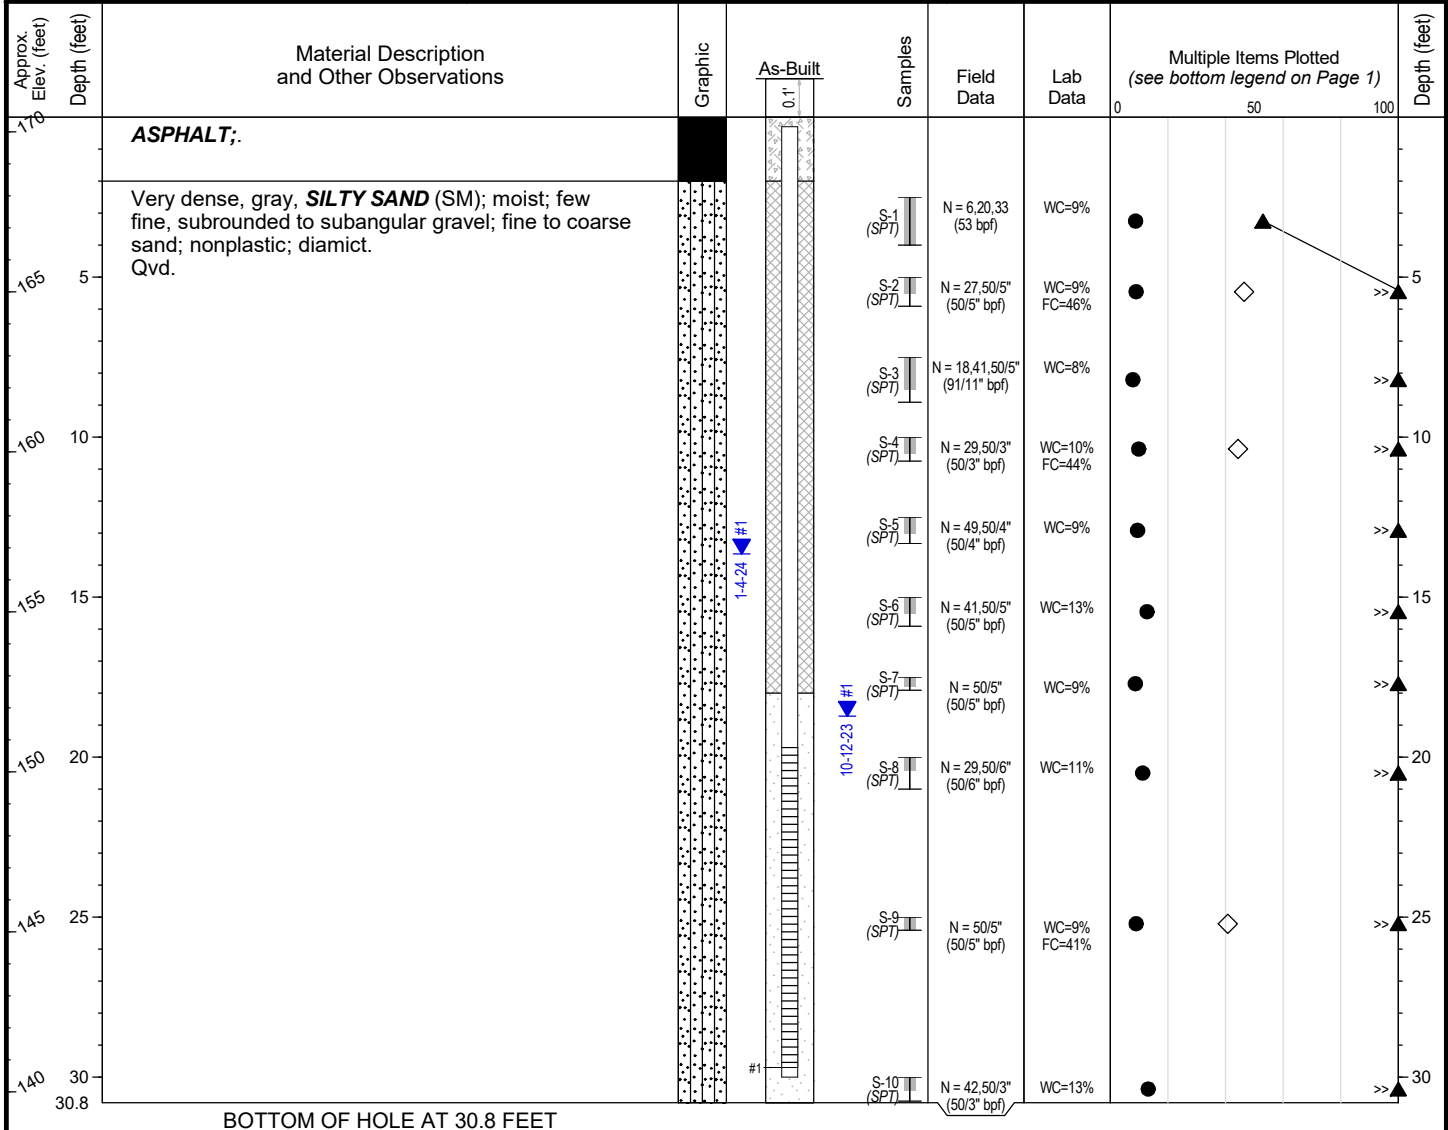 Approx.
Elev. (feet)
Depth (feet)
Material Description
and Other Observations
Graphic
As-Built
0.1'
Samples
Field
Data
Lab
Data
Multiple Items Plotted
(see bottom legend on Page 1)
0 50 100
Depth (feet)
170
ASPHALT;.
Very dense, gray, SILTY SAND (SM); moist; few
fine, subrounded to subangular gravel; fine to coarse
sand; nonplastic; diamict.
Qvd.
S-1
(SPT)
N = 6,20,33
(53 bpf)
WC=9%
165
5
S-2
(SPT)
N = 27,50/5"
(50/5" bpf)
WC=9%
FC=46%
>>
5
S-3
(SPT)
N = 18,41,50/5"
(91/11" bpf)
WC=8%
>>
160
10
S-4
(SPT)
N = 29,50/3"
(50/3" bpf)
WC=10%
FC=44%
>>
10
#1
1-4-24
S-5
(SPT)
N = 49,50/4"
(50/4" bpf)
WC=9%
>>
155
15
S-6
(SPT)
N = 41,50/5"
(50/5" bpf)
WC=13%
>>
15
S-7
(SPT)
N = 50/5"
(50/5" bpf)
WC=9%
>>
#1
10-12-23
150
20
S-8
(SPT)
N = 29,50/6"
(50/6" bpf)
WC=11%
>>
20
145
25
S-9
(SPT)
N = 50/5"
(50/5" bpf)
WC=9%
FC=41%
>>
25
#1
140
30
S-10
(SPT)
N = 42,50/3"
(50/3" bpf)
WC=13%
>>
30
30.8
BOTTOM OF HOLE AT 30.8 FEET